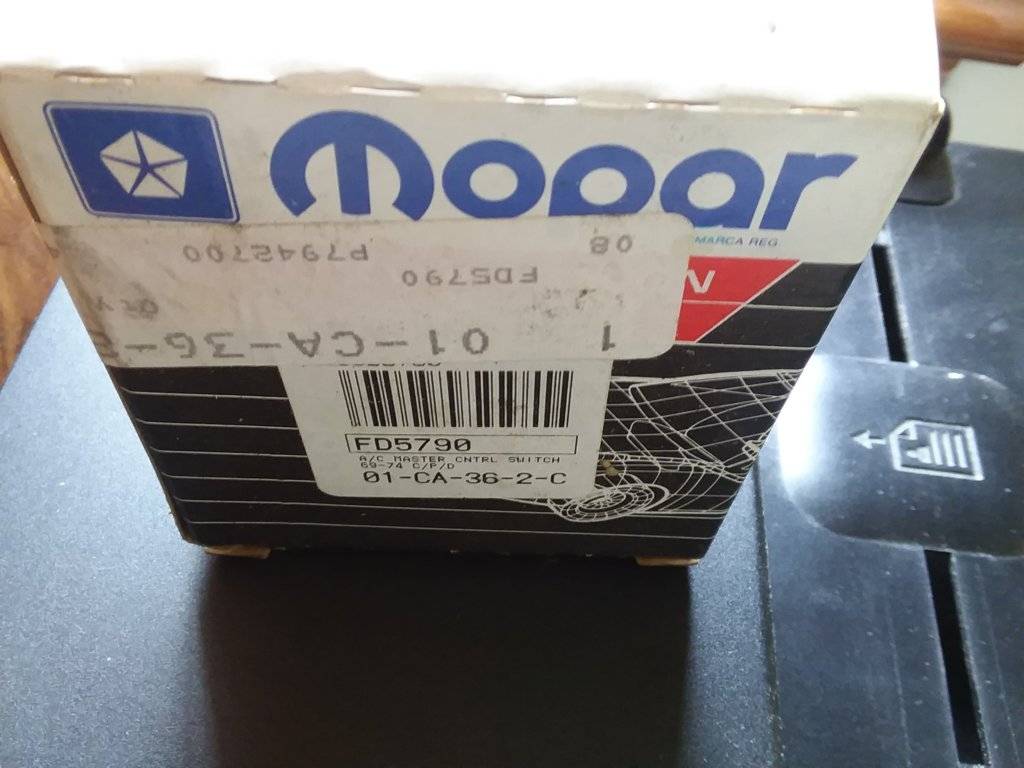 mopar
MARCA REG.
08
P7942700
FD5790
QTY
1 01-CA-36-
FD5790
A/C MASTER CNTRL SWITCH
69-74 C/P/D
01-CA-36-2-C